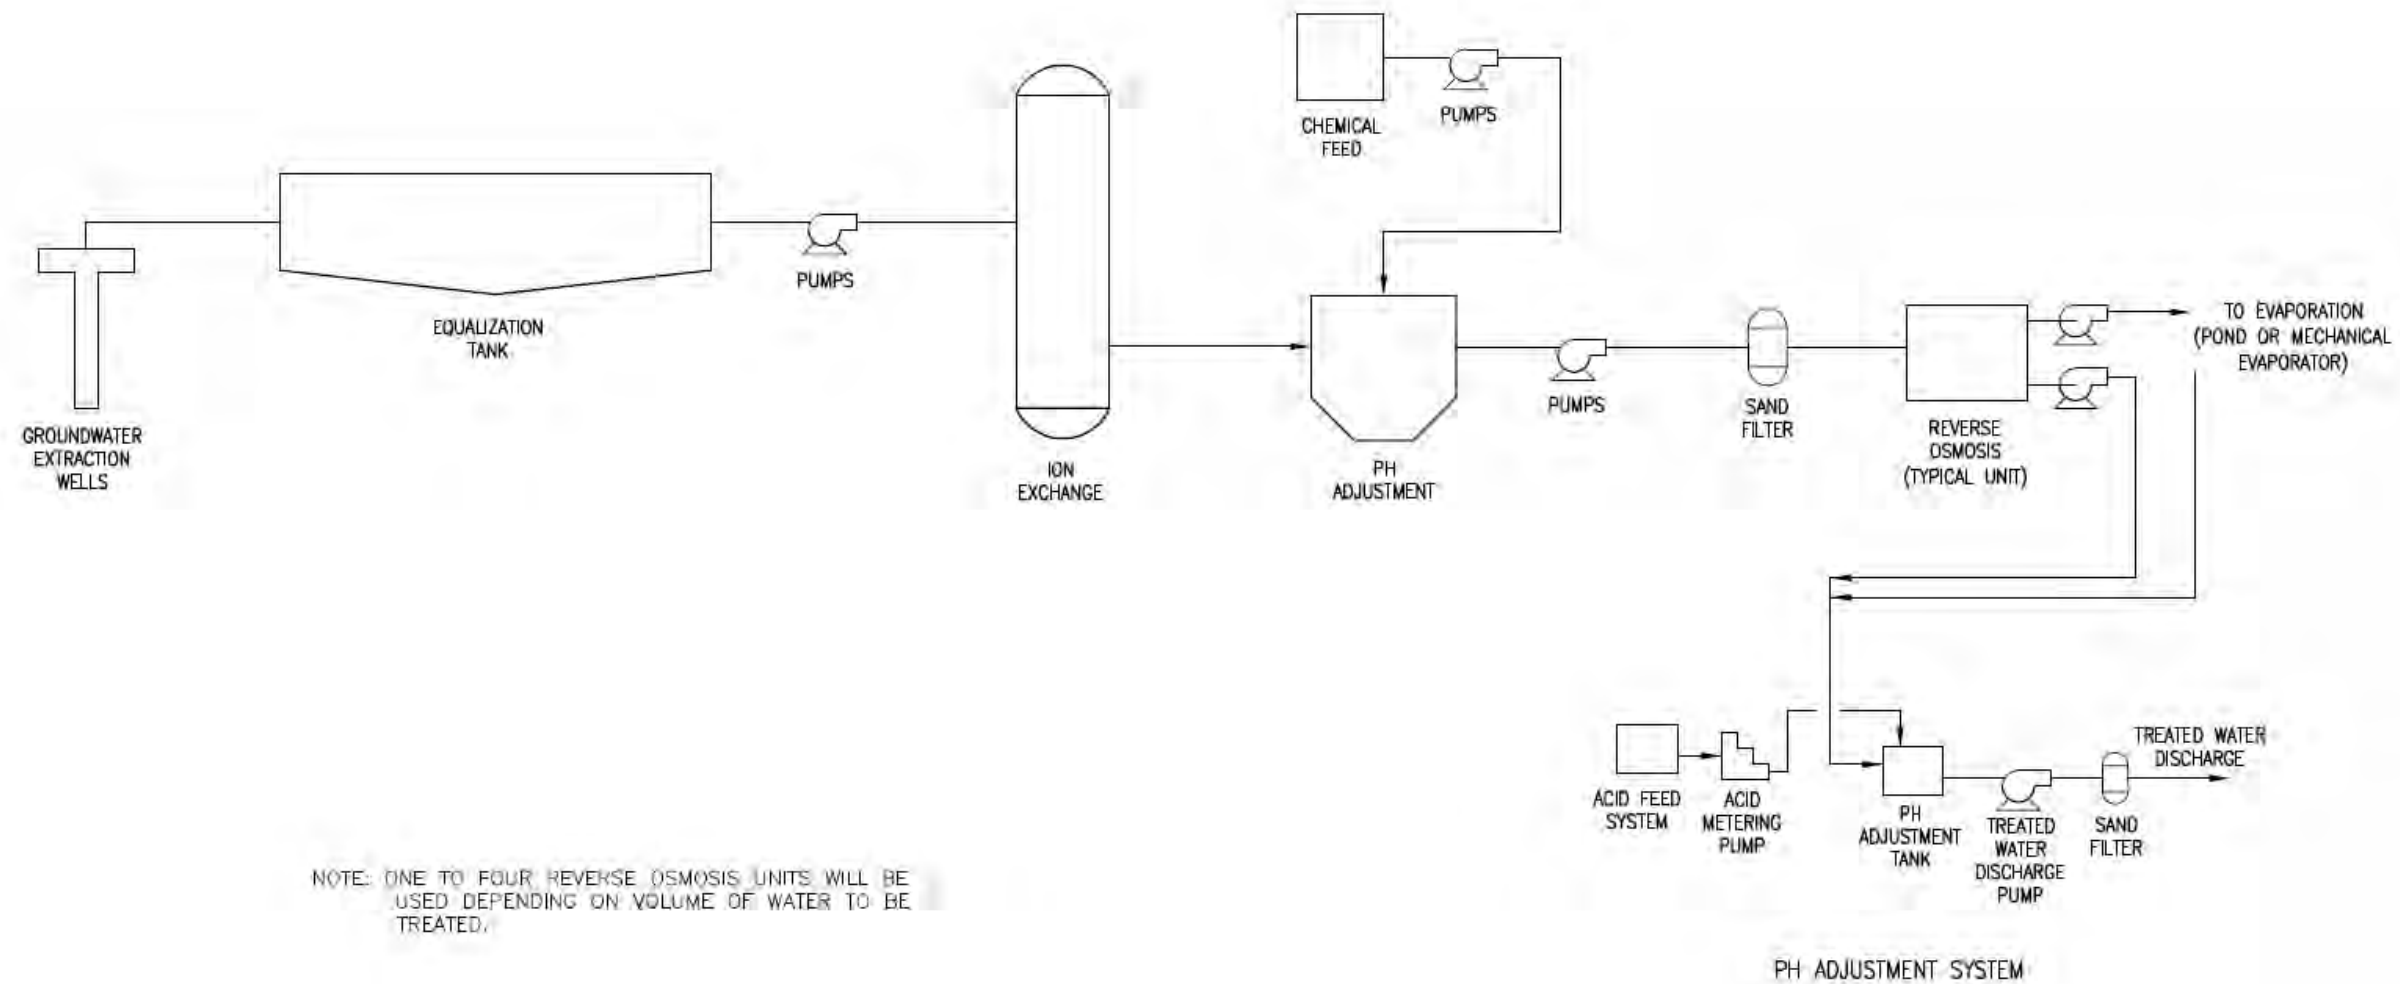 CHEMICAL
FEED
PUMPS
PUMPS
EQUALIZATION
TANK
GROUNDWATER
EXTRACTION
WELLS
ION
EXCHANGE
PH
ADJUSTMENT
PUMPS
SAND
FILTER
REVERSE
OSMOSIS
(TYPICAL UNIT)
TO EVAPORATION
(POND OR MECHANICAL
EVAPORATOR)
ACID FEED
SYSTEM
ACID
METERING
PUMP
PH
ADJUSTMENT
TANK
TREATED
WATER
DISCHARGE
PUMP
SAND
FILTER
TREATED WATER
DISCHARGE
NOTE: ONE TO FOUR REVERSE OSMOSIS UNITS WILL BE
USED DEPENDING ON VOLUME OF WATER TO BE
TREATED.
PH ADJUSTMENT SYSTEM